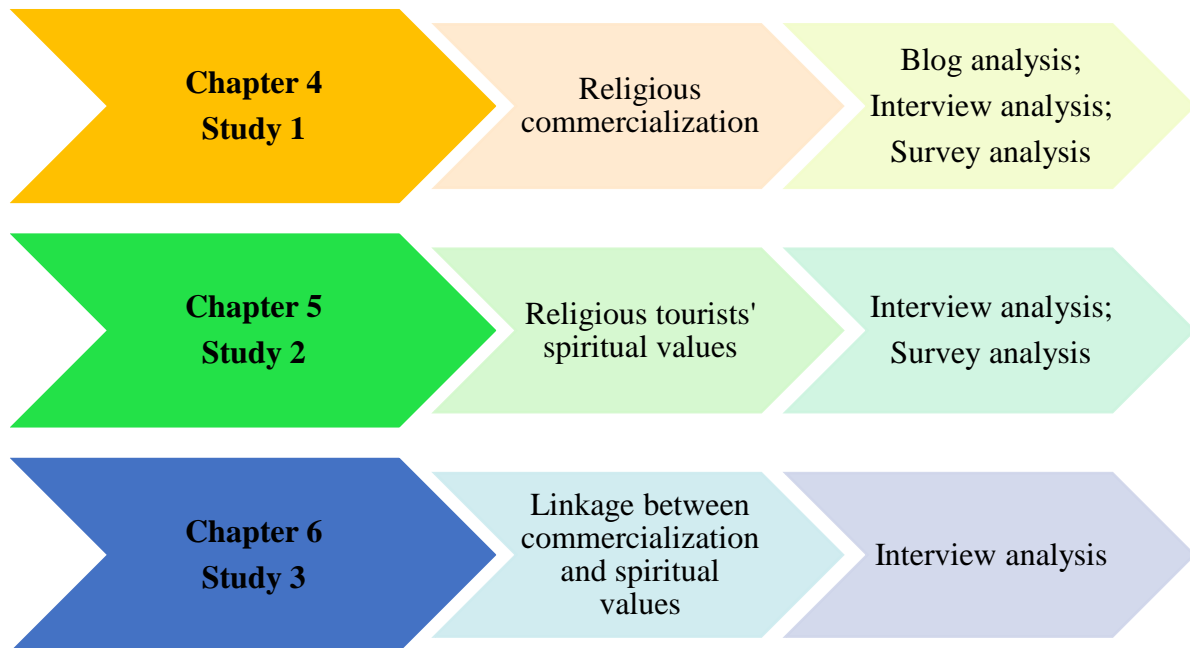 Chapter 4
Study 1
Religious
commercialization
Blog analysis;
Interview analysis;
Survey analysis
Chapter 5
Study 2
Religious tourists'
spiritual values
Interview analysis;
Survey analysis
Chapter 6
Study 3
Linkage between
commercialization
and spiritual
values
Interview analysis